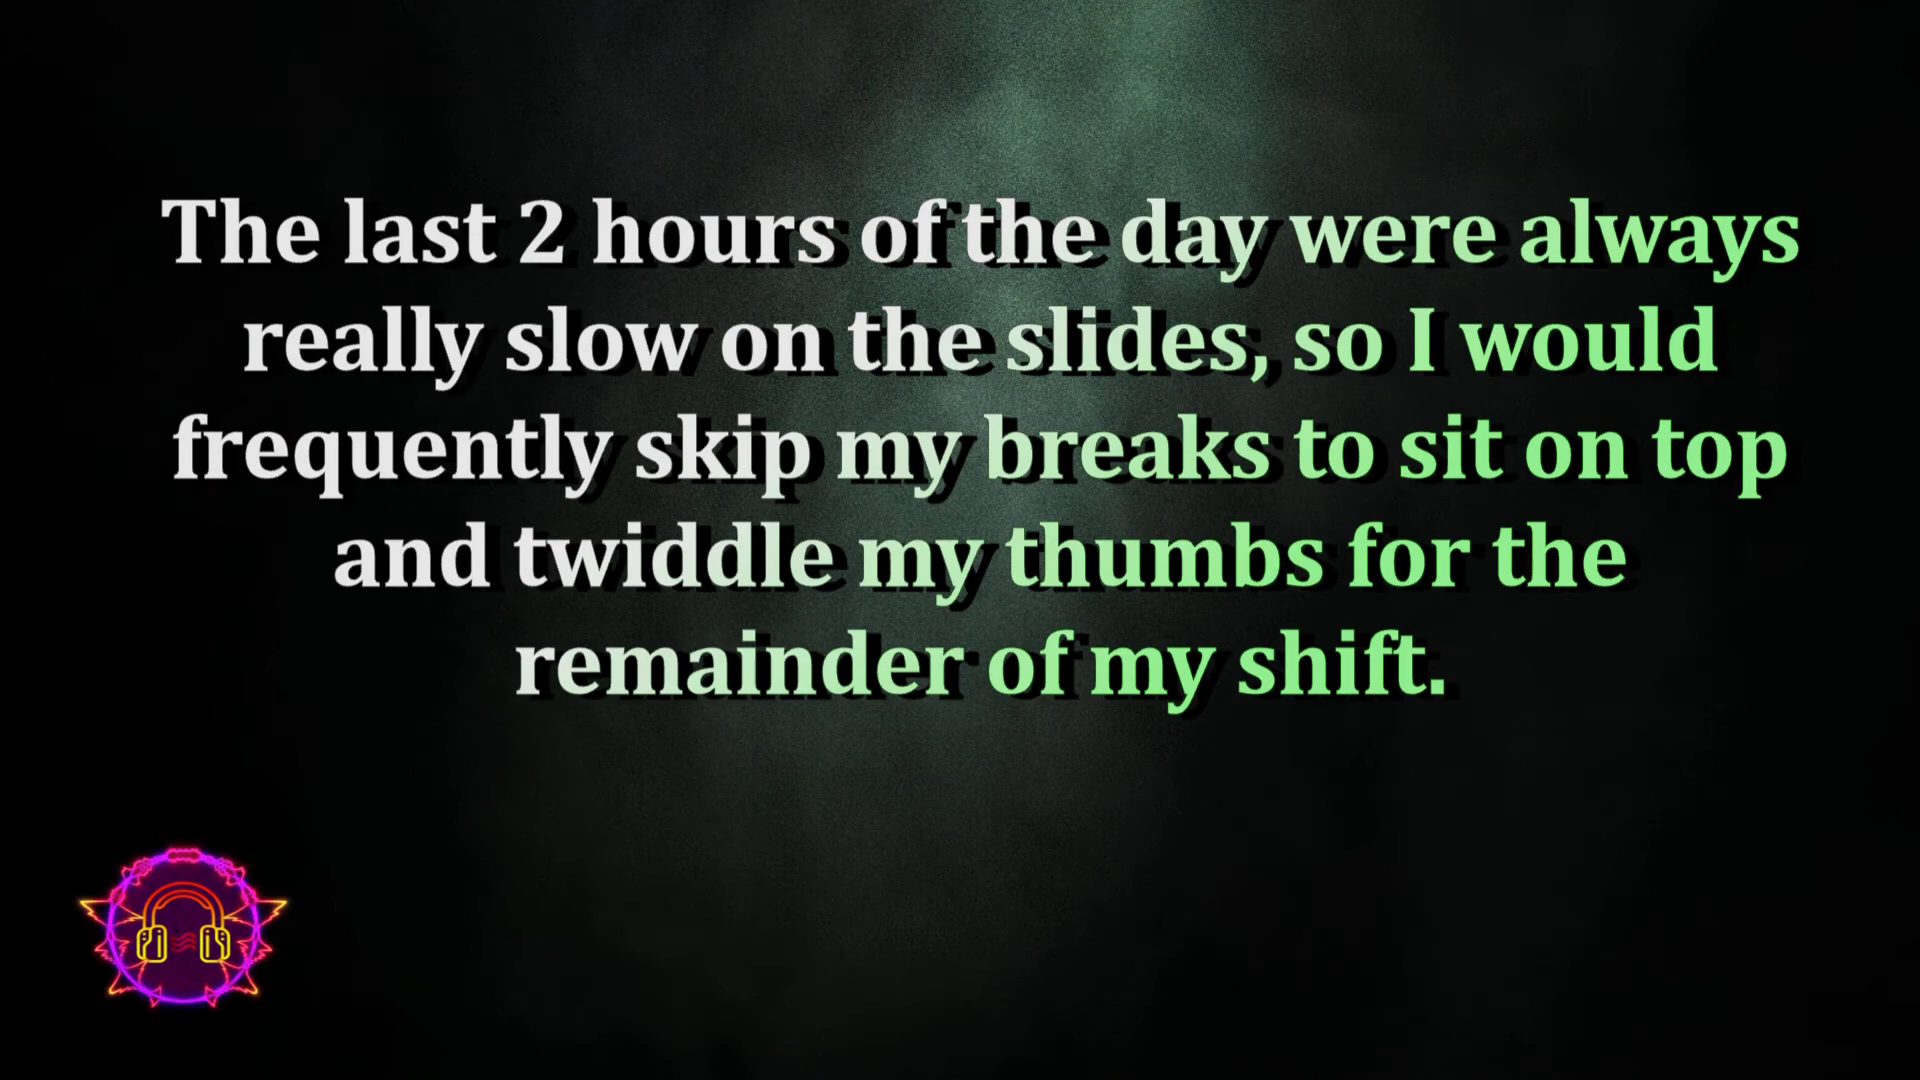 The last 2 hours of the day were always
really slow on the slides, so I would
frequently skip my breaks to sit on top
and twiddle my thumbs for the
remainder of my shift.